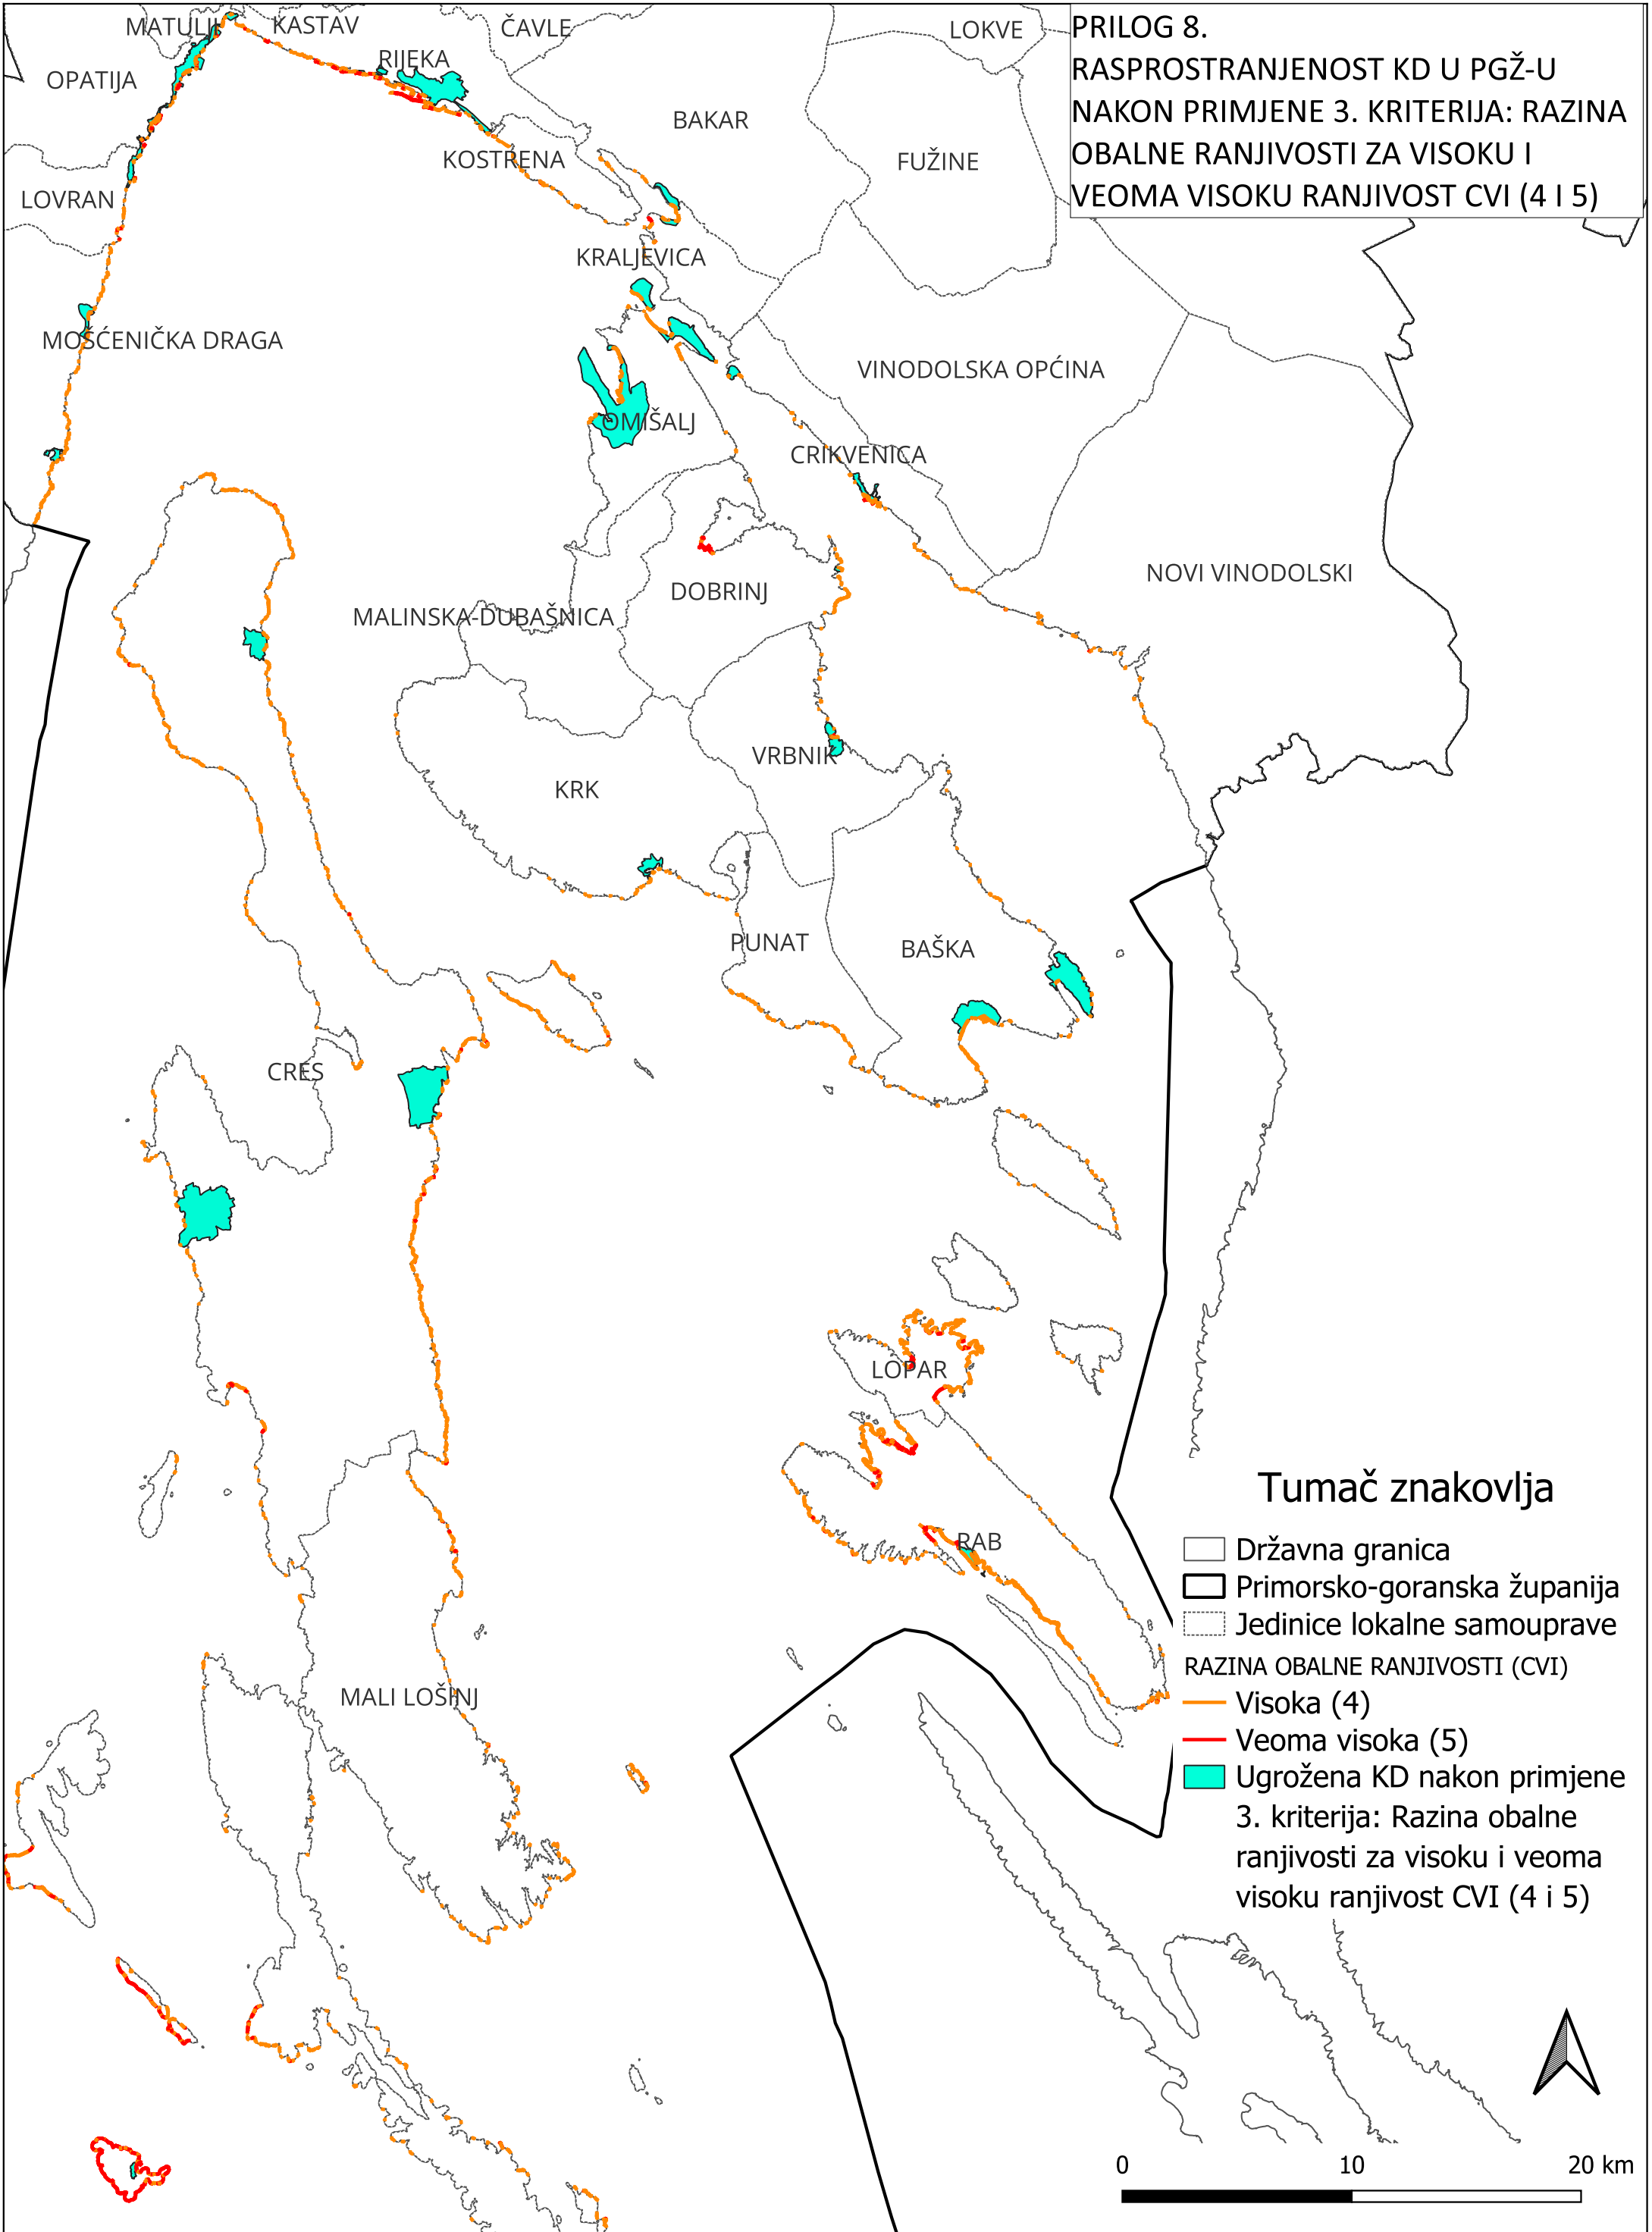 PRILOG 8.
RASPROSTRANJENOST KD U PGŽ-U
NAKON PRIMJENE 3. KRITERIJA: RAZINA
OBALNE RANJIVOSTI ZA VISOKU I
VEOMA VISOKU RANJIVOST CVI (4 I 5)
MATULJI
KASTAV
ČAVLE
LOKVE
OPATIJA
RIJEKA
BAKAR
KOSTRENA
FUŽINE
LOVRAN
KRALJEVICA
MOŠĆENIČKA DRAGA
VINODOLSKA OPĆINA
OMIŠALJ
CRIKVENICA
NOVI VINODOLSKI
DOBRINJ
MALINSKA-DUBAŠNICA
VRBNIK
KRK
PUNAT
BAŠKA
CRES
LOPAR
RAB
MALI LOŠINJ
Tumač znakovlja
Državna granica
Primorsko-goranska županija
Jedinice lokalne samouprave
RAZINA OBALNE RANJIVOSTI (CVI)
Visoka (4)
Veoma visoka (5)
Ugrožena KD nakon primjene
3. kriterija: Razina obalne
ranjivosti za visoku i veoma
visoku ranjivost CVI (4 i 5)
0 10 20 km